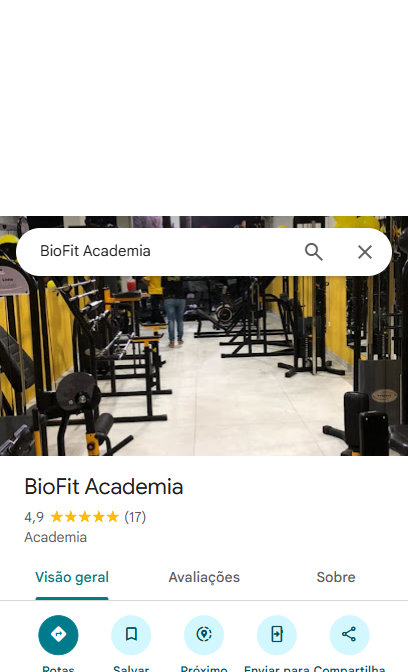 BioFit Academia
BioFit Academia
4,9 ★★★★★ (17)
Academia
Visão geral Avaliações Sobre
Rotas Salvar Próximo Enviar para Compartilha